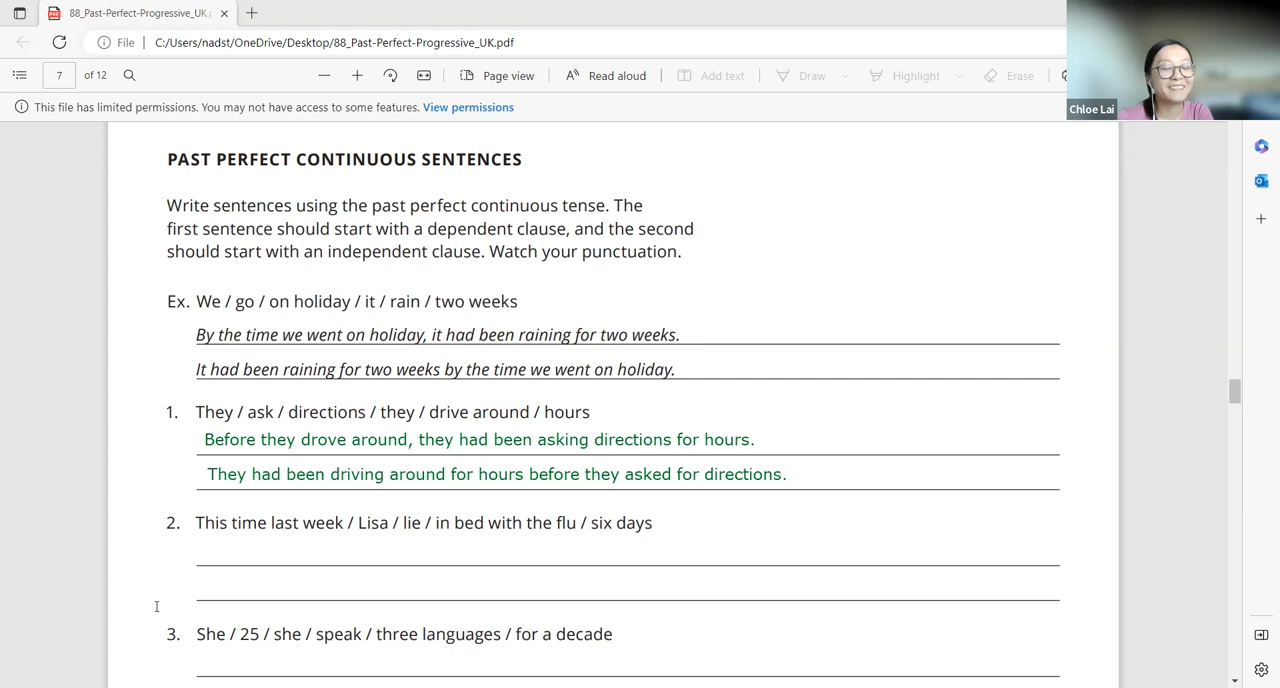 88_Past-Perfect-Progressive_UK.
File
C:/Users/nadst/OneDrive/Desktop/88_Past-Perfect-Progressive_UK.pdf
7 of 12
Page view
Read aloud
Add text
Draw
Highlight
Erase
This file has limited permissions. You may not have access to some features. View permissions
Chloe Lai
PAST PERFECT CONTINUOUS SENTENCES
Write sentences using the past perfect continuous tense. The
first sentence should start with a dependent clause, and the second
should start with an independent clause. Watch your punctuation.
Ex. We / go / on holiday / it / rain / two weeks
By the time we went on holiday, it had been raining for two weeks.
It had been raining for two weeks by the time we went on holiday.
1. They / ask / directions / they / drive around / hours
Before they drove around, they had been asking directions for hours.
They had been driving around for hours before they asked for directions.
2. This time last week / Lisa / lie / in bed with the flu / six days
3. She / 25 / she / speak / three languages / for a decade